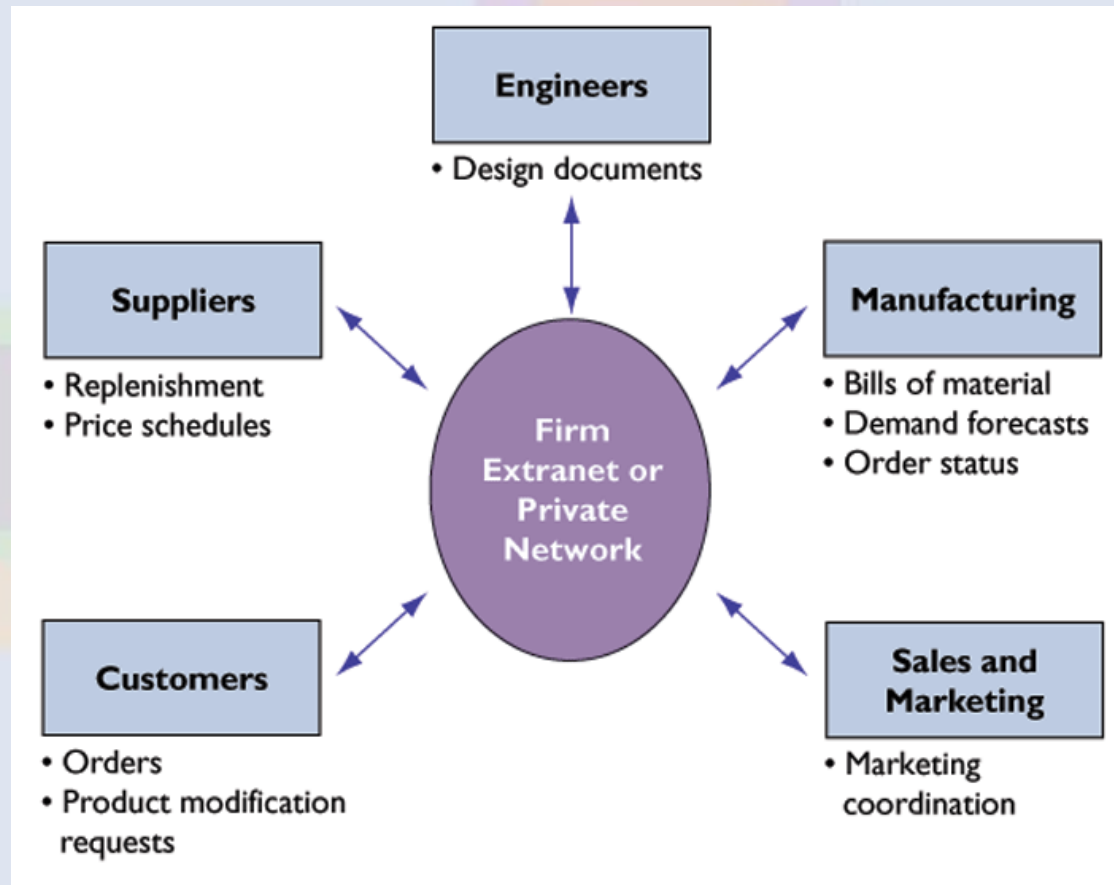 Engineers
• Design documents
Suppliers
• Replenishment
• Price schedules
Manufacturing
• Bills of material
• Demand forecasts
• Order status
Firm
Extranet or
Private
Network
Customers
• Orders
• Product modification
requests
Sales and
Marketing
• Marketing
coordination